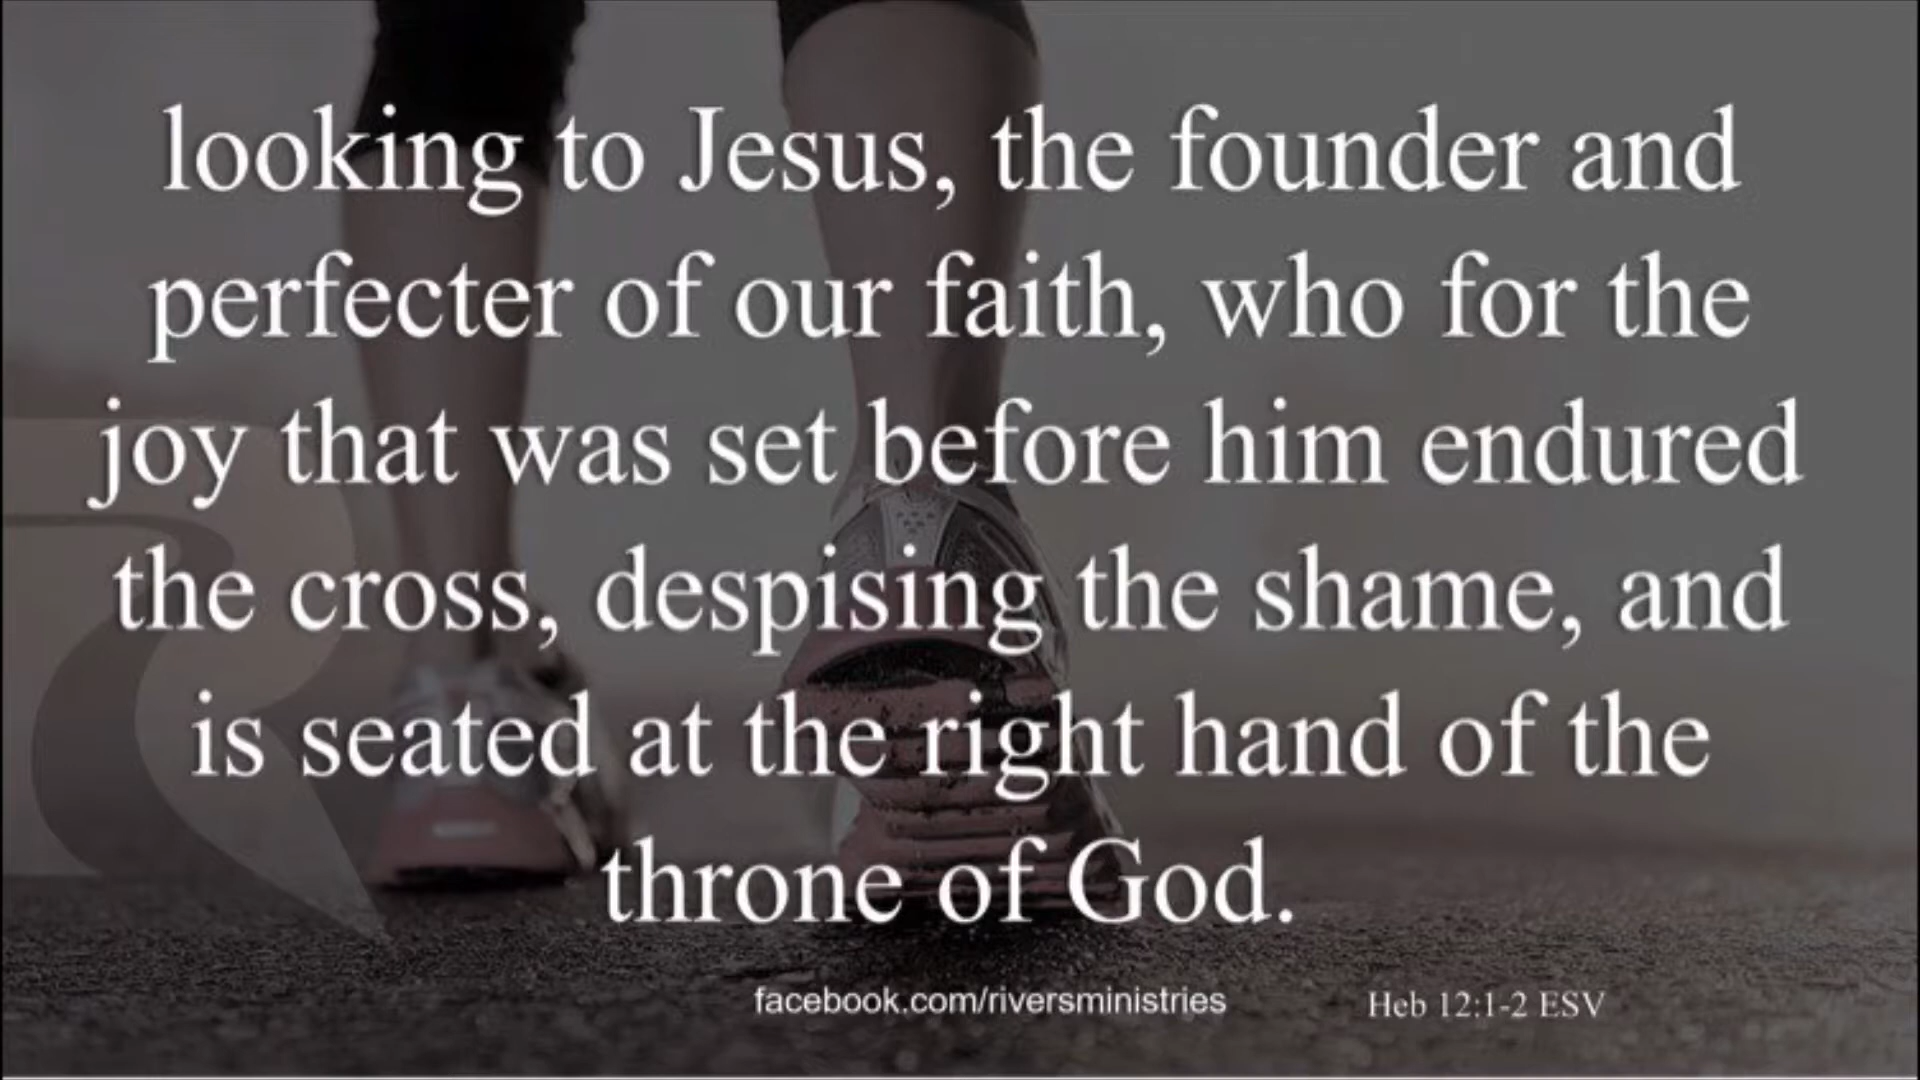 looking to Jesus, the founder and
perfecter of our faith, who for the
joy that was set before him endured
the cross, despising the shame, and
is seated at the right hand of the
throne of God.
facebook.com/riversministries
Heb 12:1-2 ESV